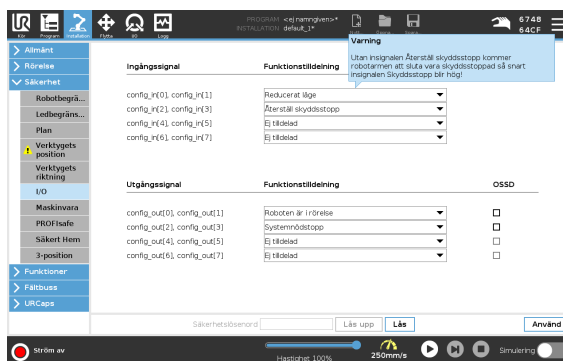 PROGRAM <ej namngiven>*
INSTALLATION default_1*
6748
64CF
Kör Program Installation Flytta I/O Logg
Varning
Utan insignalen Återställ skyddsstopp kommer
robotarmen att sluta vara skyddsstoppad så snart
insignalen Skyddsstopp blir hög!
Allmänt
Rörelse
Säkerhet
Robotbegrä...
Ledbegräns...
Plan
Verktygets
position
Verktygets
riktning
I/O
Maskinvara
PROFIsafe
Säkert Hem
3-position
Funktioner
Fältbuss
URCaps
Ingångssignal Funktionstilldelning
config_in[0], config_in[1] Reducerat läge
config_in[2], config_in[3] Återställ skyddsstopp
config_in[4], config_in[5] Ej tilldelad
config_in[6], config_in[7] Ej tilldelad
Utgångssignal Funktionstilldelning OSSD
config_out[0], config_out[1] Roboten är i rörelse
config_out[2], config_out[3] Systemnödstopp
config_out[4], config_out[5] Ej tilldelad
config_out[6], config_out[7] Ej tilldelad
Säkerhetslösenord Lås upp Lås Använd
Ström av
Hastighet 100%
250mm/s
Simulering